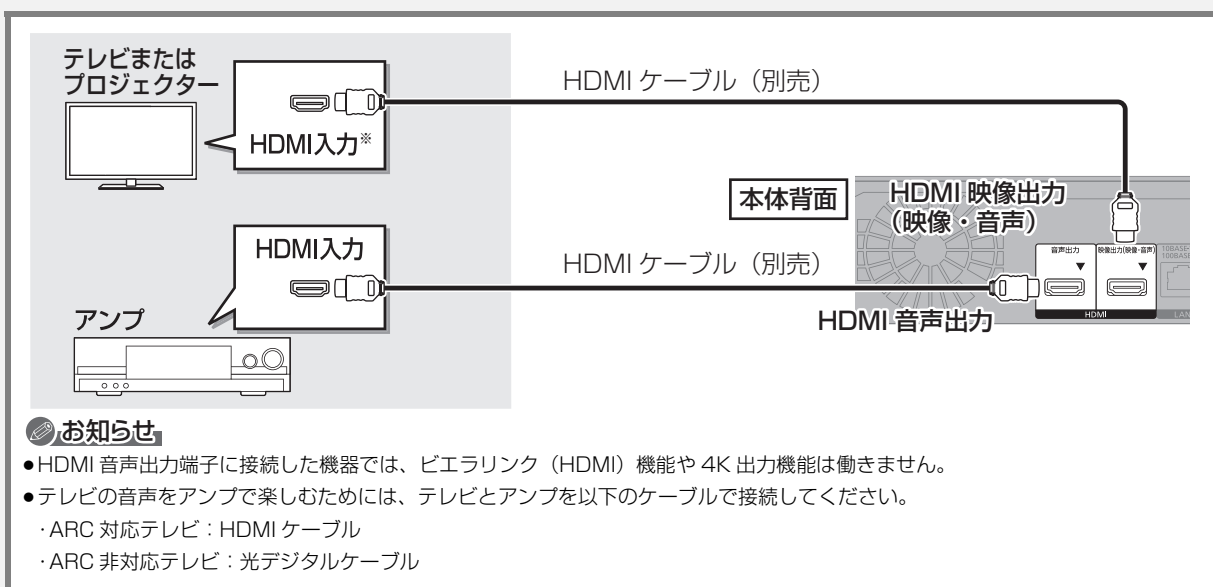 テレビまたは
プロジェクター
HDMI入力※
HDMI ケーブル（別売）
本体背面
HDMI 映像出力
（映像・音声）
HDMI入力
HDMI ケーブル（別売）
音声出力
映像出力(映像・音声)
10BASE-
100BASE
HDMI
LAN
HDMI 音声出力
アンプ
お知らせ
●HDMI 音声出力端子に接続した機器では、ビエラリンク（HDMI）機能や 4K 出力機能は働きません。
●テレビの音声をアンプで楽しむためには、テレビとアンプを以下のケーブルで接続してください。
・ARC 対応テレビ：HDMI ケーブル
・ARC 非対応テレビ：光デジタルケーブル